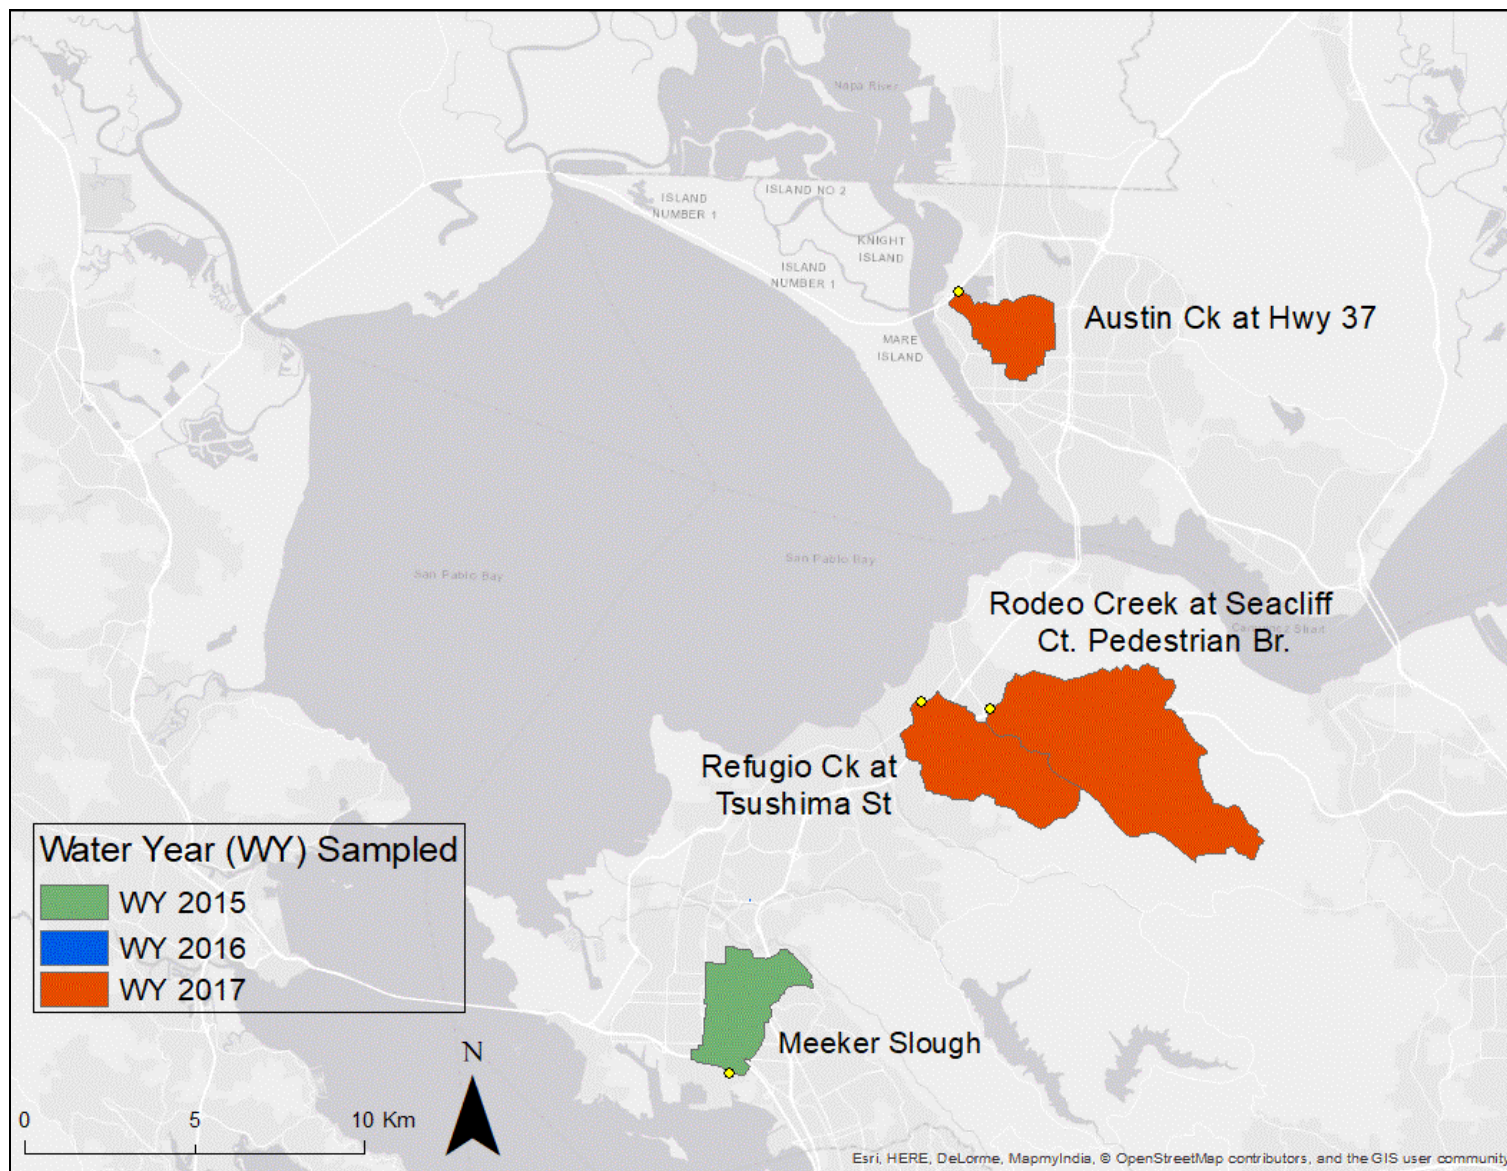 Napa River
ISLAND NO 2
ISLAND
NUMBER 1
KNIGHT
ISLAND
ISLAND
NUMBER 1
Austin Ck at Hwy 37
MARE
ISLAND
San Pablo Bay
San Pablo Bay
Rodeo Creek at Seacliff
Ct. Pedestrian Br.
Carquinez Strait
Refugio Ck at
Tsushima St
Water Year (WY) Sampled
WY 2015
WY 2016
WY 2017
Meeker Slough
N
0 5 10 Km
Esri, HERE, DeLorme, MapmyIndia, © OpenStreetMap contributors, and the GIS user community